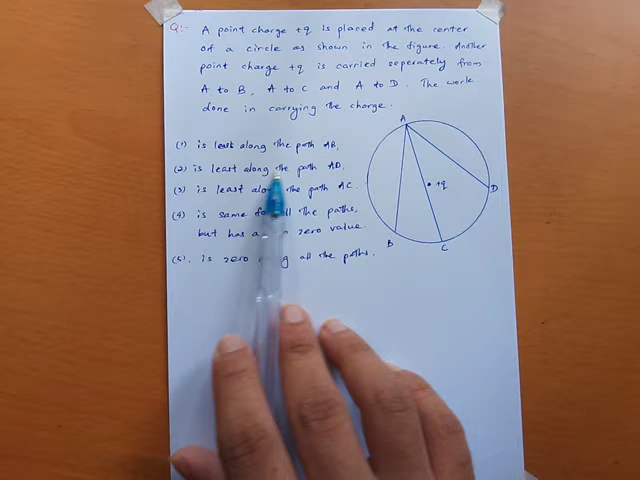 Q:- A point charge +q is placed at the center
of a circle as shown in the figure. Another
point charge +q is carried seperately from
A to B, A to C and A to D. The work
done in carrying the charge.
(1) is least along the path AB,
(2) is least along the path AD,
(3) is least the path AC.
(4) is same all the paths,
but has a zero value.
(5). is zero all the paths.
A
+q
D
B
C